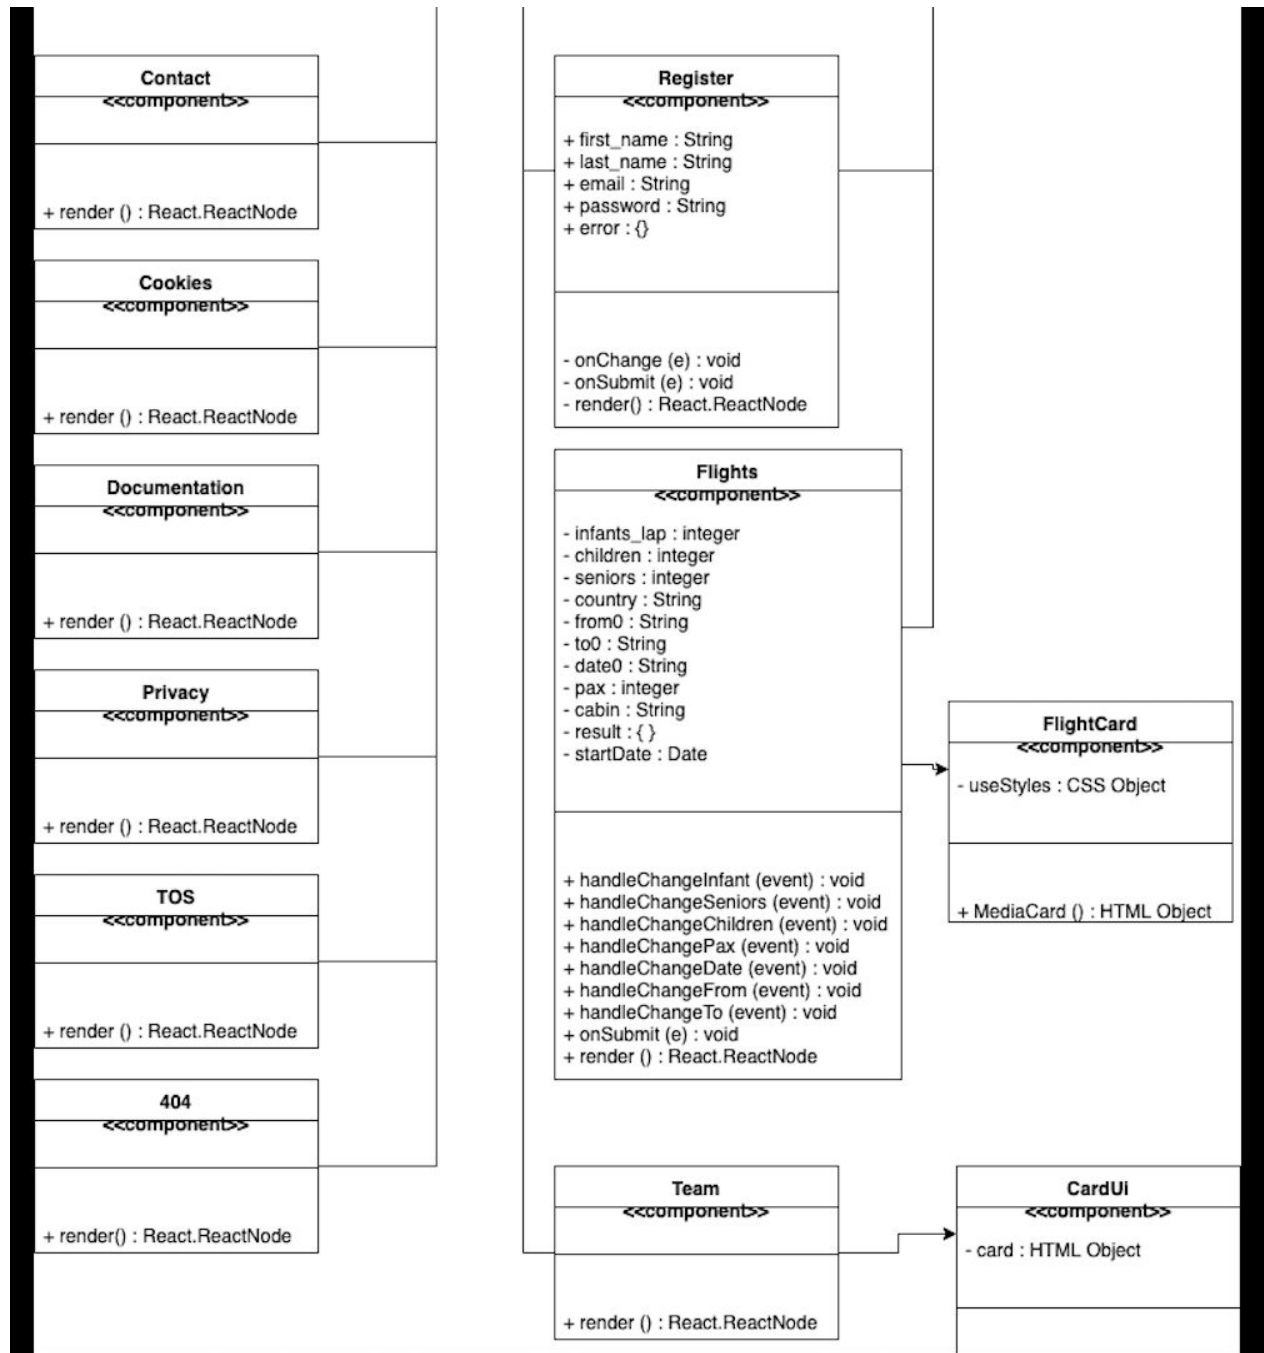 Contact
<<component>>
+ render () : React.ReactNode
Cookies
<<component>>
+ render () : React.ReactNode
Documentation
<<component>>
+ render () : React.ReactNode
Privacy
<<component>>
+ render () : React.ReactNode
TOS
<<component>>
+ render () : React.ReactNode
404
<<component>>
+ render() : React.ReactNode
Register
<<component>>
+ first_name : String
+ last_name : String
+ email : String
+ password : String
+ error : {}
- onChange (e) : void
- onSubmit (e) : void
- render() : React.ReactNode
Flights
<<component>>
- infants_lap : integer
- children : integer
- seniors : integer
- country : String
- from0 : String
- to0 : String
- date0 : String
- pax : integer
- cabin : String
- result : { }
- startDate : Date
+ handleChangeInfant (event) : void
+ handleChangeSeniors (event) : void
+ handleChangeChildren (event) : void
+ handleChangePax (event) : void
+ handleChangeDate (event) : void
+ handleChangeFrom (event) : void
+ handleChangeTo (event) : void
+ onSubmit (e) : void
+ render () : React.ReactNode
FlightCard
<<component>>
- useStyles : CSS Object
+ MediaCard () : HTML Object
Team
<<component>>
+ render () : React.ReactNode
CardUi
<<component>>
- card : HTML Object